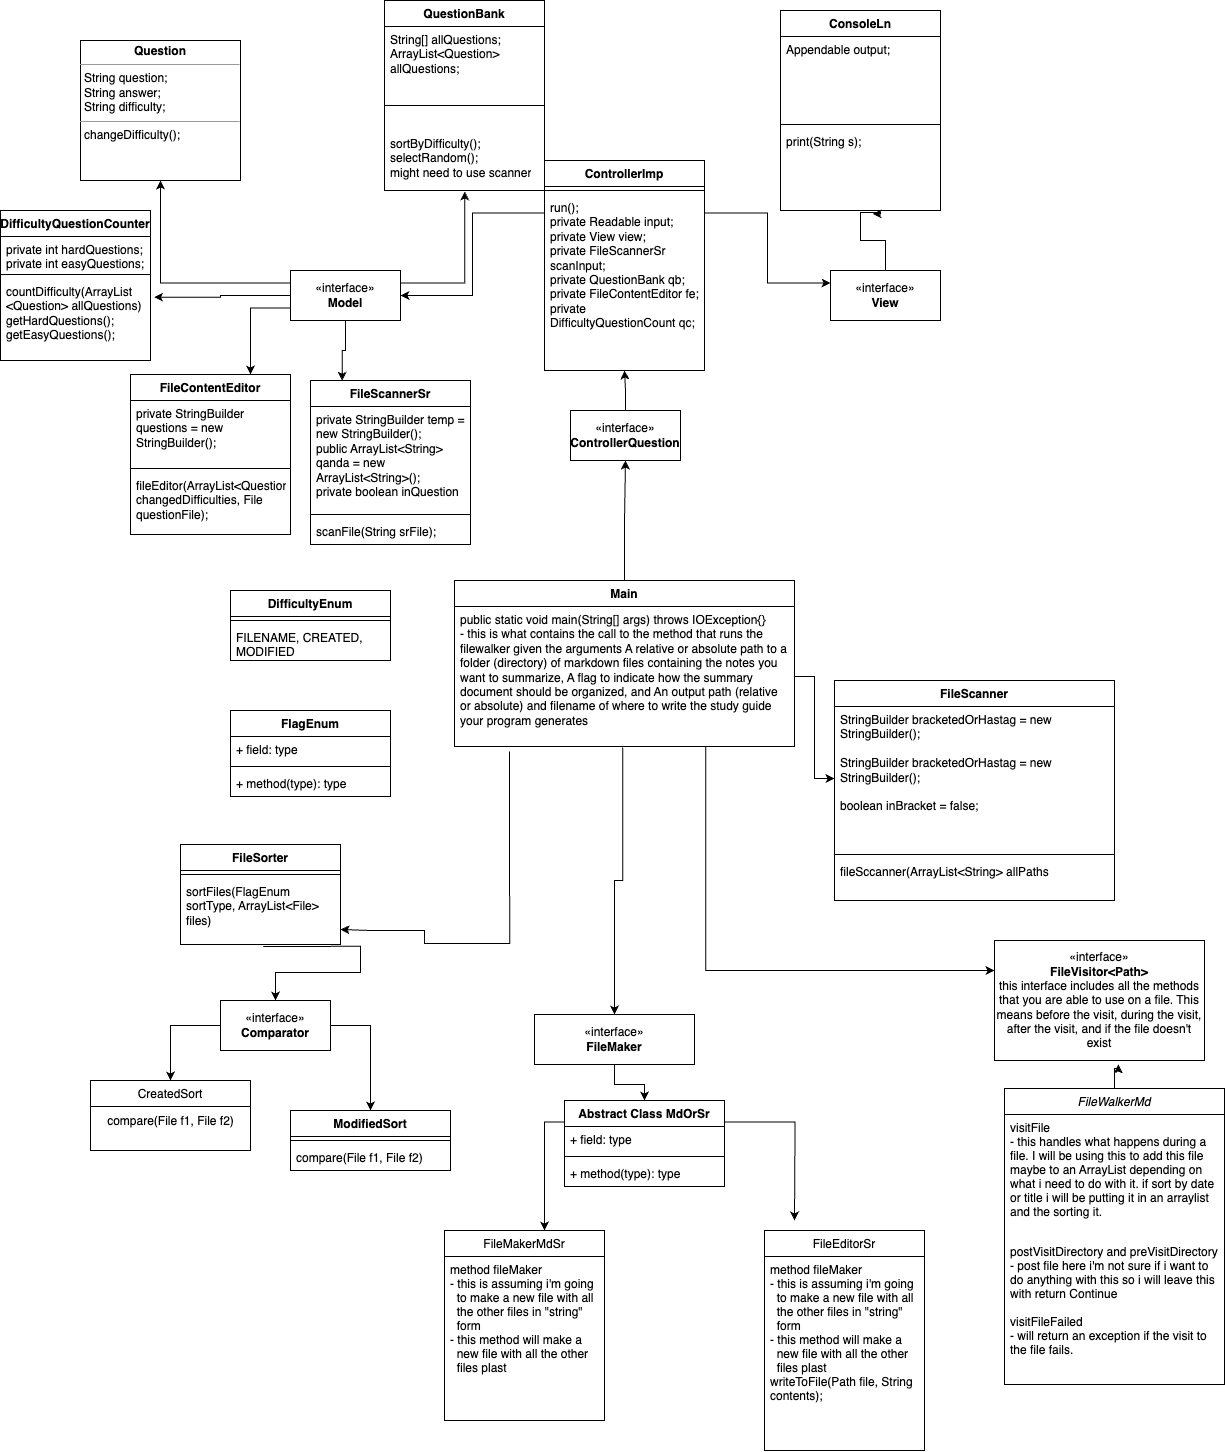 QuestionBank
String[] allQuestions;
ArrayList<Question>
allQuestions;
sortByDifficulty();
selectRandom();
might need to use scanner
ConsoleLn
Appendable output;
print(String s);
Question
String question;
String answer;
String difficulty;
changeDifficulty();
ControllerImp
run();
private Readable input;
private View view;
private FileScannerSr
scanInput;
private QuestionBank qb;
private FileContentEditor fe;
private
DifficultyQuestionCount qc;
DifficultyQuestionCounter
private int hardQuestions;
private int easyQuestions;
countDifficulty(ArrayList
<Question> allQuestions)
getHardQuestions();
getEasyQuestions();
«interface»
Model
«interface»
View
FileContentEditor
private StringBuilder
questions = new
StringBuilder();
fileEditor(ArrayList<Question
changedDifficulties, File
questionFile);
FileScannerSr
private StringBuilder temp =
new StringBuilder();
public ArrayList<String>
qanda = new
ArrayList<String>();
private boolean inQuestion
scanFile(String srFile);
«interface»
ControllerQuestion
Main
public static void main(String[] args) throws IOException{}
- this is what contains the call to the method that runs the
filewalker given the arguments A relative or absolute path to a
folder (directory) of markdown files containing the notes you
want to summarize, A flag to indicate how the summary
document should be organized, and An output path (relative
or absolute) and filename of where to write the study guide
your program generates
DifficultyEnum
FILENAME, CREATED,
MODIFIED
FlagEnum
+ field: type
+ method(type): type
FileScanner
StringBuilder bracketedOrHastag = new
StringBuilder();
StringBuilder bracketedOrHastag = new
StringBuilder();
boolean inBracket = false;
fileSccanner(ArrayList<String> allPaths
FileSorter
sortFiles(FlagEnum
sortType, ArrayList<File>
files)
«interface»
Comparator
CreatedSort
compare(File f1, File f2)
ModifiedSort
compare(File f1, File f2)
«interface»
FileMaker
Abstract Class MdOrSr
+ field: type
+ method(type): type
FileMakerMdSr
method fileMaker
- this is assuming i'm going
to make a new file with all
the other files in "string"
form
- this method will make a
new file with all the other
files plast
FileEditorSr
method fileMaker
- this is assuming i'm going
to make a new file with all
the other files in "string"
form
- this method will make a
new file with all the other
files plast
writeToFile(Path file, String
contents);
«interface»
FileVisitor<Path>
this interface includes all the methods
that you are able to use on a file. This
means before the visit, during the visit,
after the visit, and if the file doesn't
exist
FileWalkerMd
visitFile
- this handles what happens during a
file. I will be using this to add this file
maybe to an ArrayList depending on
what i need to do with it. if sort by date
or title i will be putting it in an arraylist
and the sorting it.
postVisitDirectory and preVisitDirectory
- post file here i'm not sure if i want to
do anything with this so i will leave this
with return Continue
visitFileFailed
- will return an exception if the visit to
the file fails.